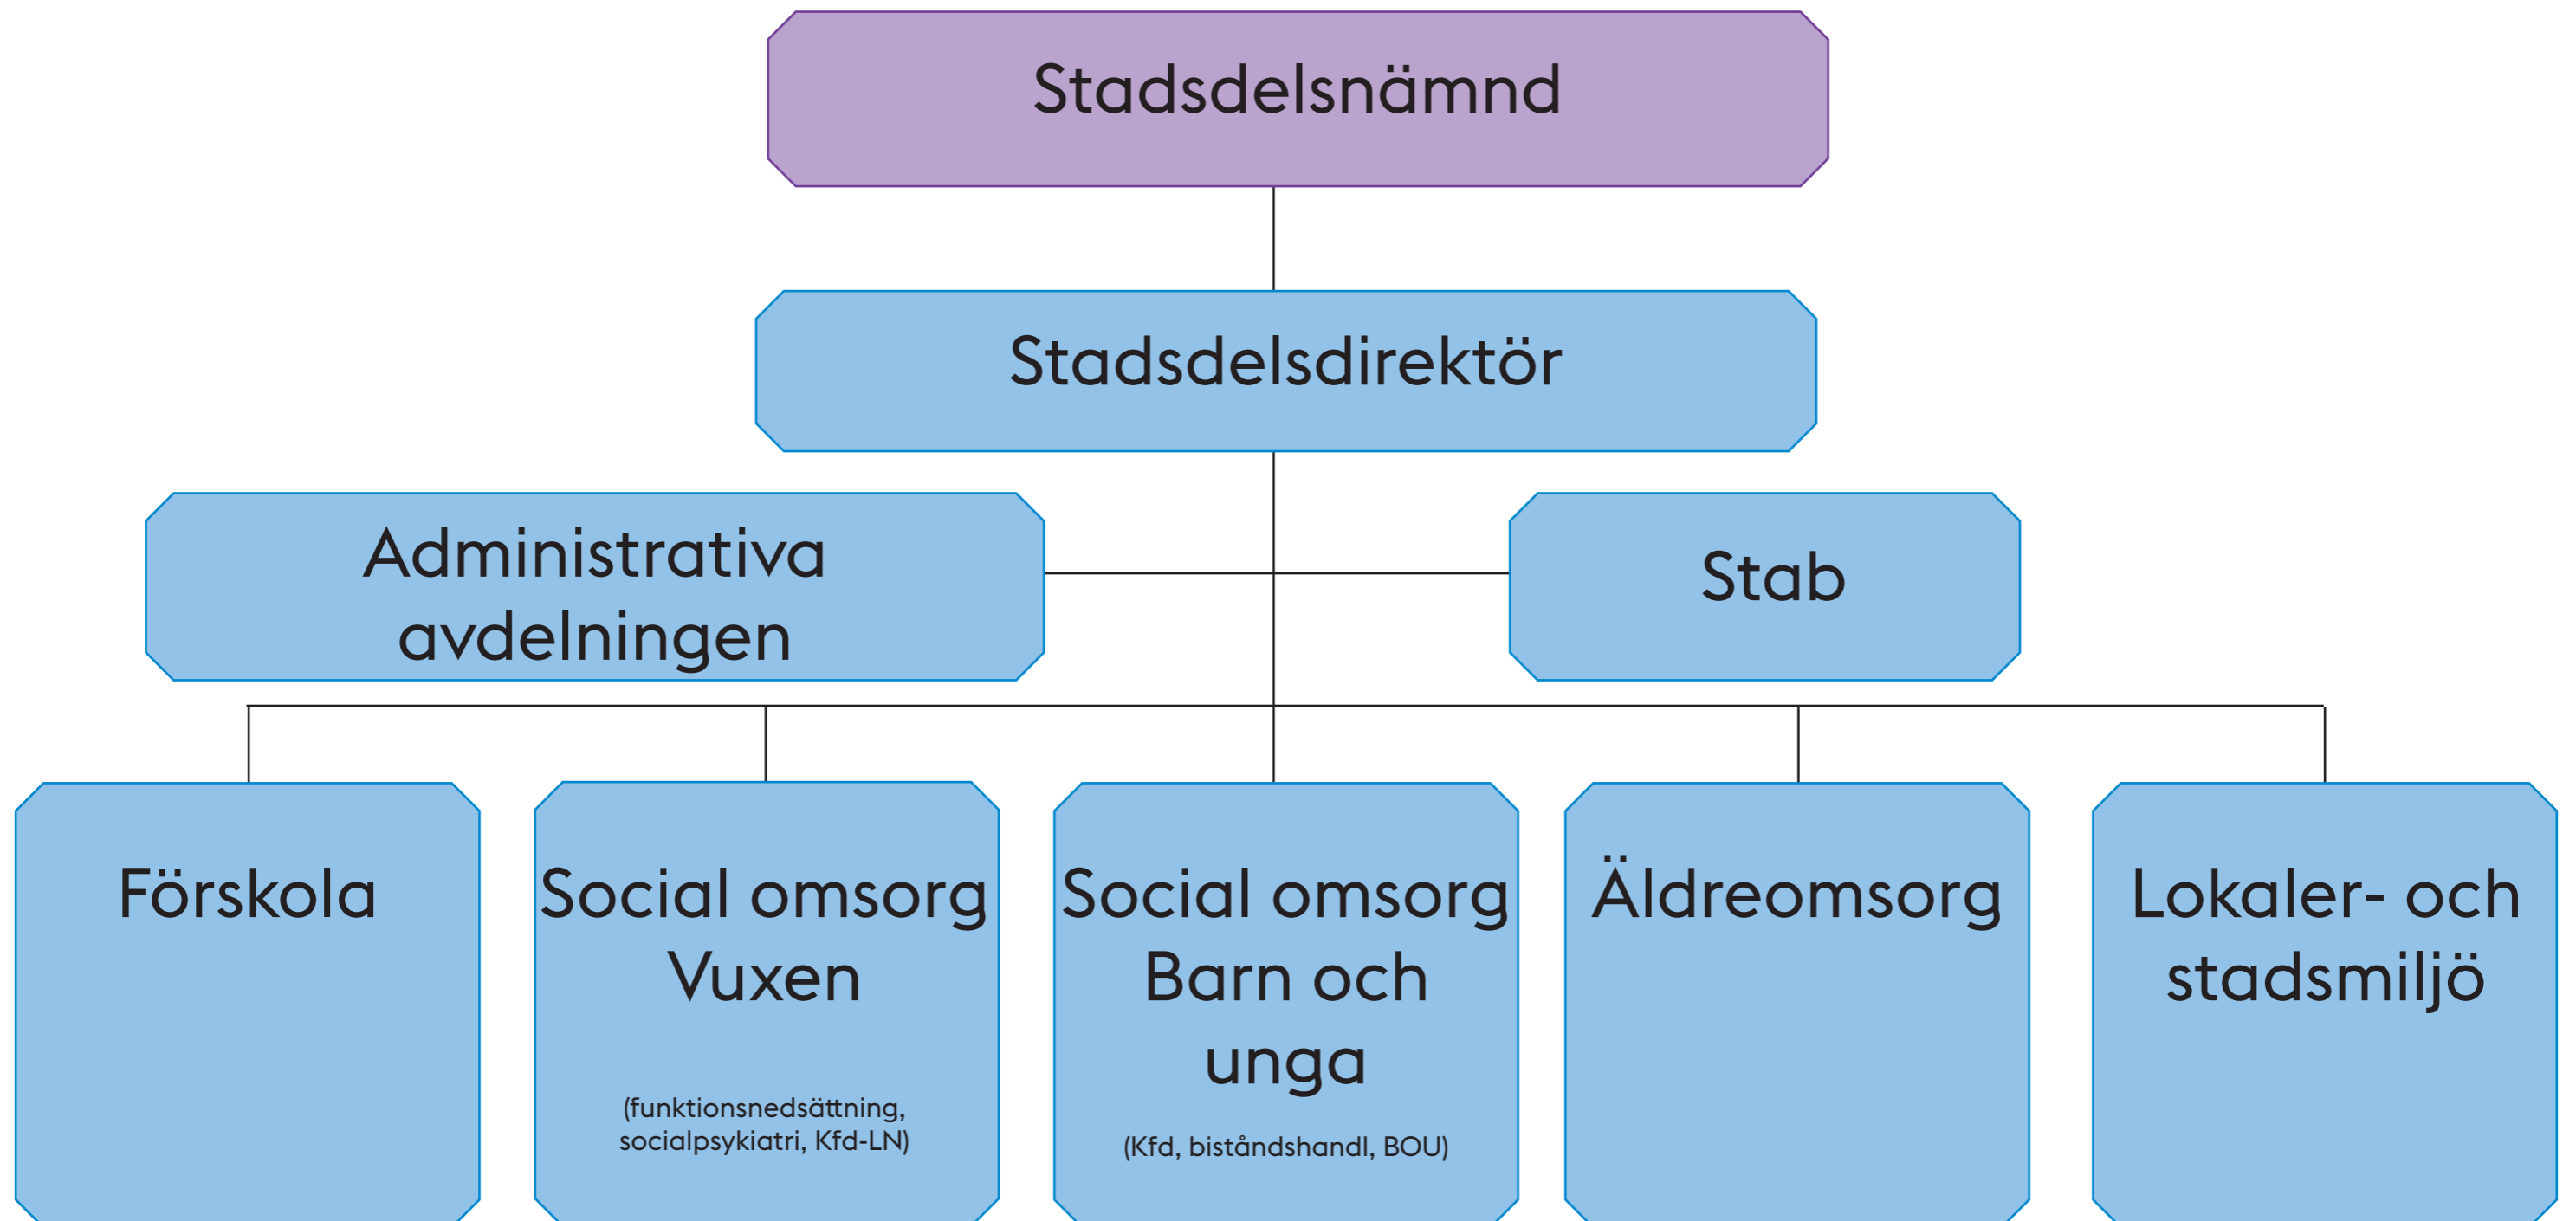 Stadsdelsnämnd
Stadsdelsdirektör
Administrativa
avdelningen
Stab
Förskola
Social omsorg
Vuxen
(funktionsnedsättning,
socialpsykiatri, Kfd-LN)
Social omsorg
Barn och
unga
(Kfd, biståndshandl, BOU)
Äldreomsorg
Lokaler- och
stadsmiljö